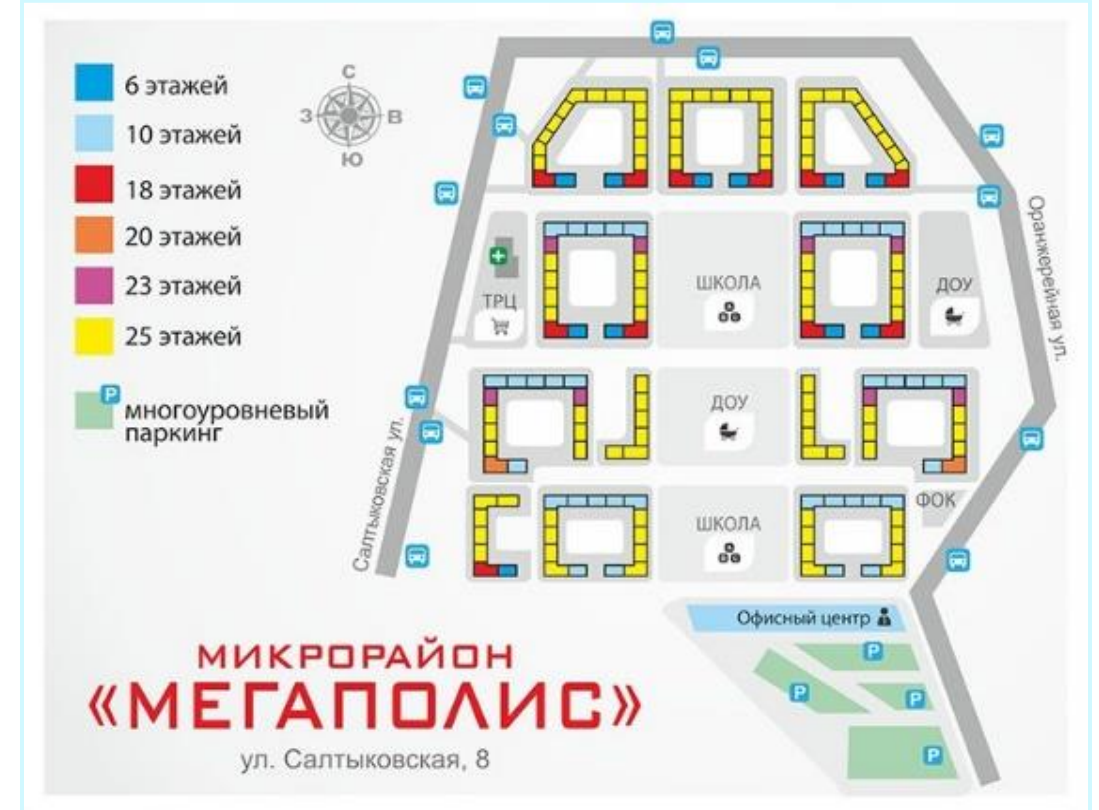 6 этажей
10 этажей
18 этажей
20 этажей
23 этажей
25 этажей
P
многоуровневый
паркинг
С
З
В
Ю
ТРЦ
ШКОЛА
ДОУ
Оранжерейная ул.
ДОУ
Салтыковская ул.
ШКОЛА
ФОК
Офисный центр
P
P
P
P
МИКРОРАЙОН
«МЕГАПОЛИС»
ул. Салтыковская, 8